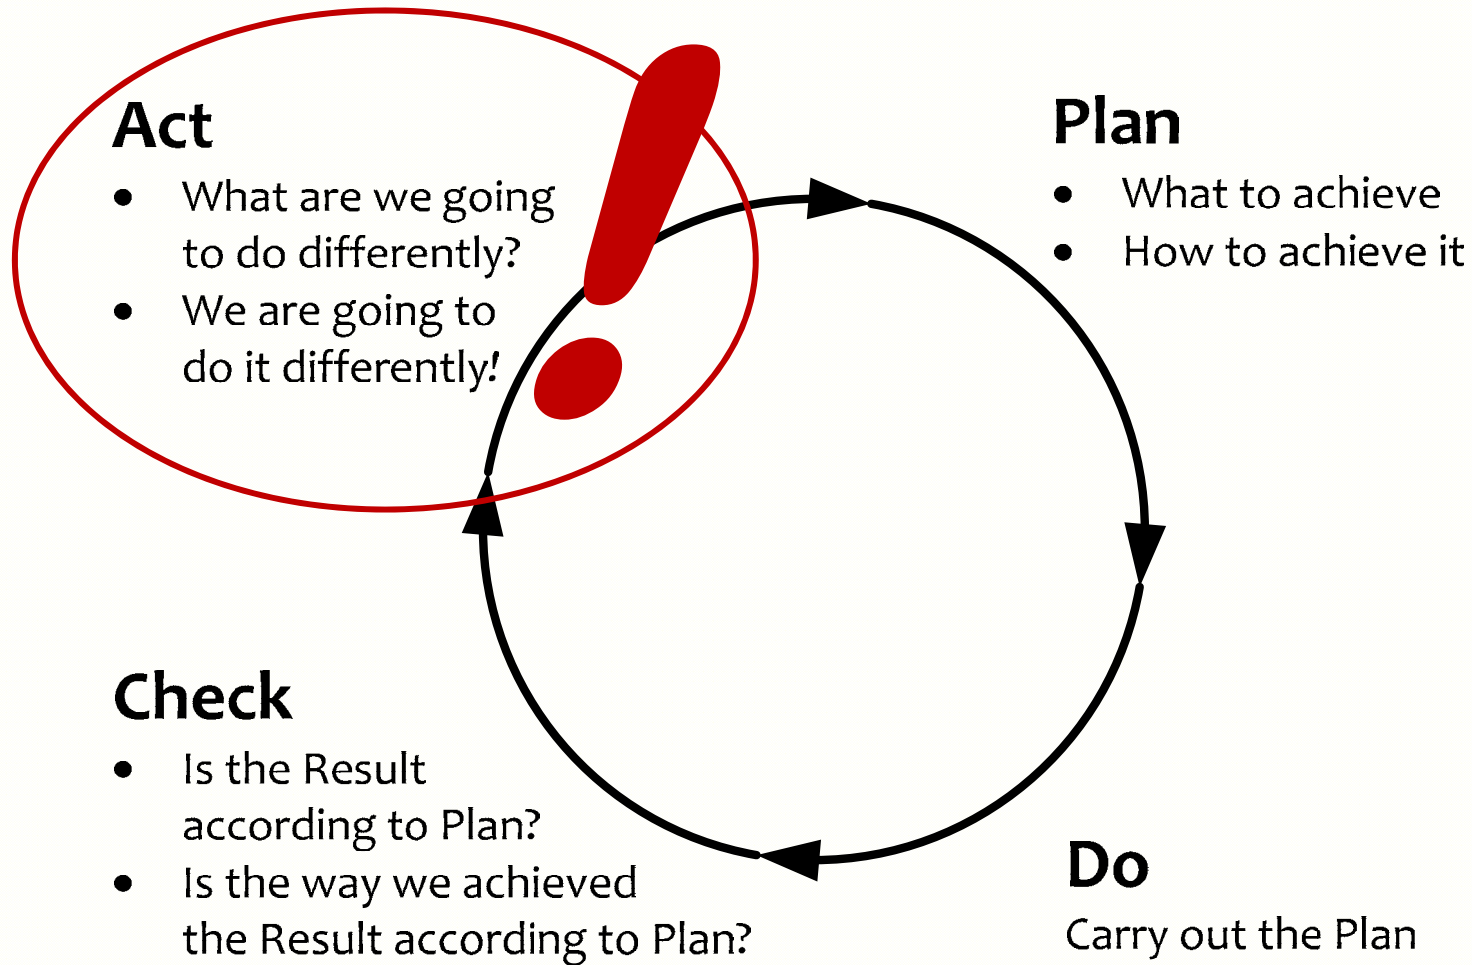 Act
• What are we going
to do differently?
• We are going to
do it differently!
Plan
• What to achieve
• How to achieve it
Check
• Is the Result
according to Plan?
• Is the way we achieved
the Result according to Plan?
Do
Carry out the Plan